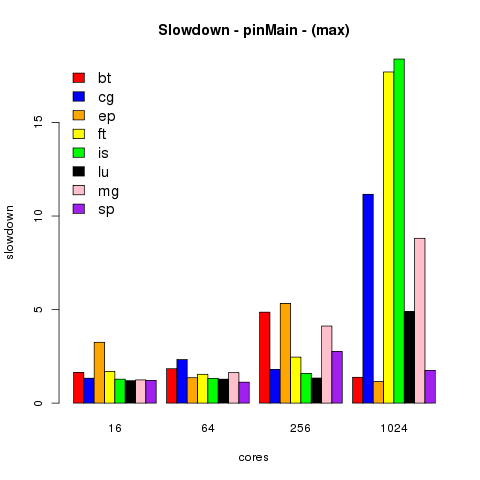 Slowdown - pinMain - (max)
bt
cg
ep
ft
is
lu
mg
sp
slowdown
0
5
10
15
16
64
256
1024
cores